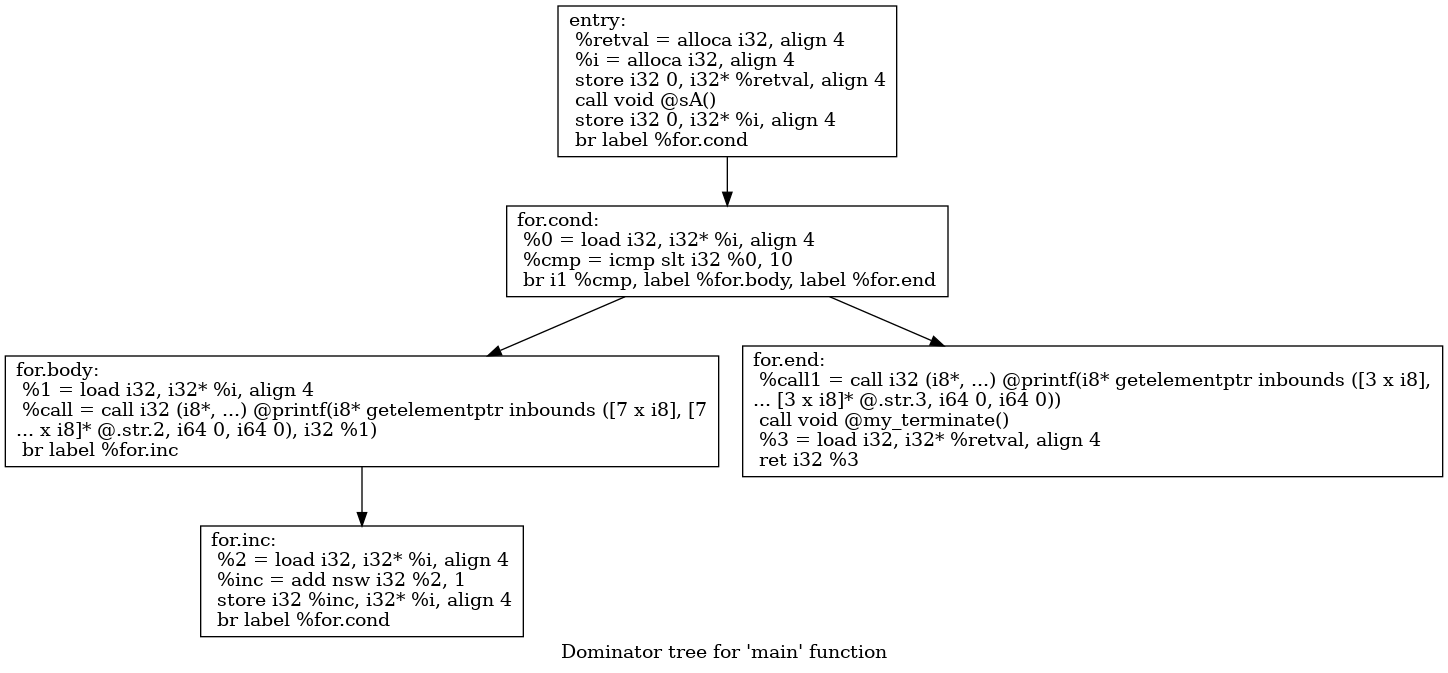 entry:
%retval = alloca i32, align 4
%i = alloca i32, align 4
store i32 0, i32* %retval, align 4
call void @sA()
store i32 0, i32* %i, align 4
br label %for.cond
for.cond:
%0 = load i32, i32* %i, align 4
%cmp = icmp slt i32 %0, 10
br i1 %cmp, label %for.body, label %for.end
for.body:
%1 = load i32, i32* %i, align 4
%call = call i32 (i8*, ...) @printf(i8* getelementptr inbounds ([7 x i8], [7
... x i8]* @.str.2, i64 0, i64 0), i32 %1)
br label %for.inc
for.end:
%call1 = call i32 (i8*, ...) @printf(i8* getelementptr inbounds ([3 x i8],
... [3 x i8]* @.str.3, i64 0, i64 0))
call void @my_terminate()
%3 = load i32, i32* %retval, align 4
ret i32 %3
for.inc:
%2 = load i32, i32* %i, align 4
%inc = add nsw i32 %2, 1
store i32 %inc, i32* %i, align 4
br label %for.cond
Dominator tree for 'main' function